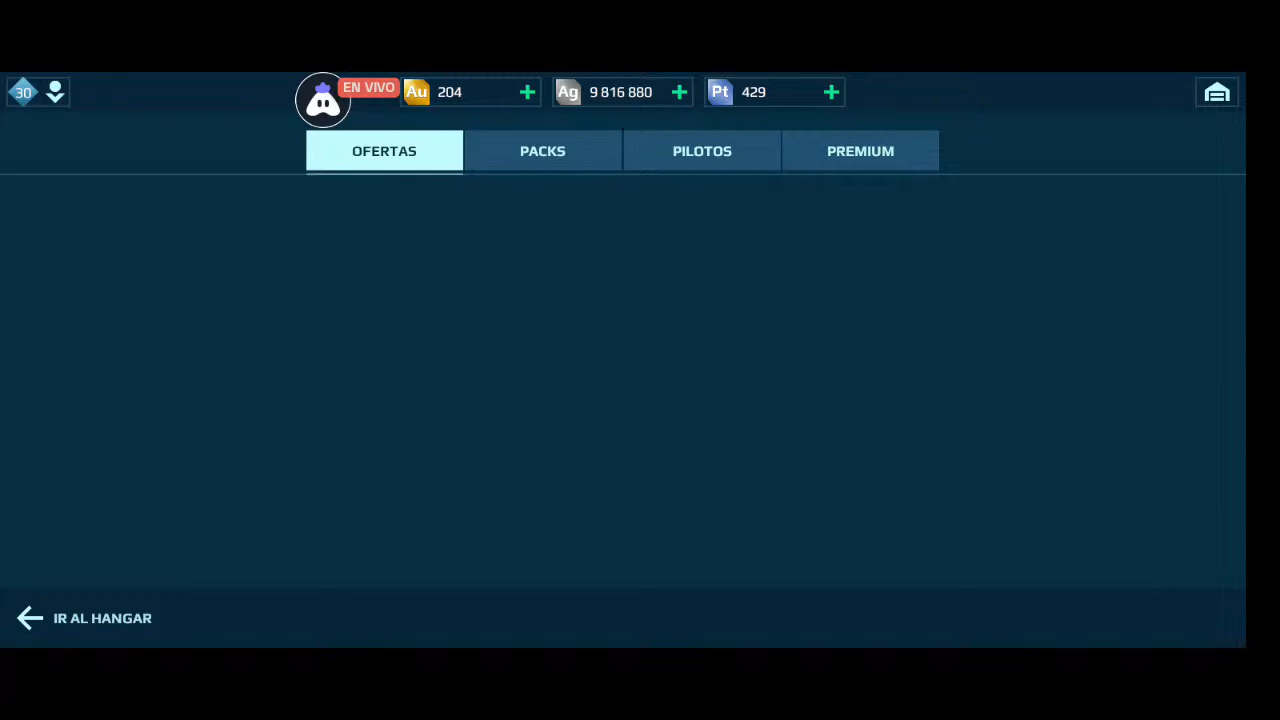 30
EN VIVO
Au 204
Ag 9 816 880
Pt 429
OFERTAS
PACKS
PILOTOS
PREMIUM
IR AL HANGAR